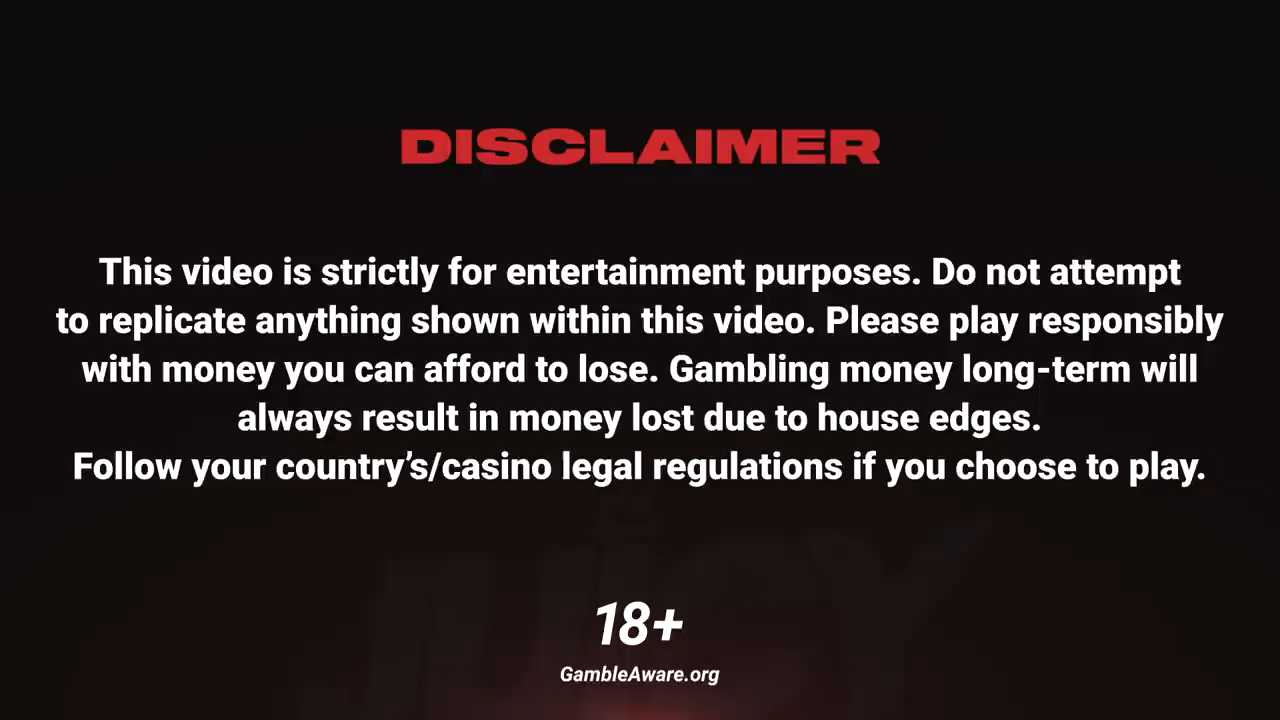 DISCLAIMER
This video is strictly for entertainment purposes. Do not attempt
to replicate anything shown within this video. Please play responsibly
with money you can afford to lose. Gambling money long-term will
always result in money lost due to house edges.
Follow your country’s/casino legal regulations if you choose to play.
JUICY
18+
GambleAware.org